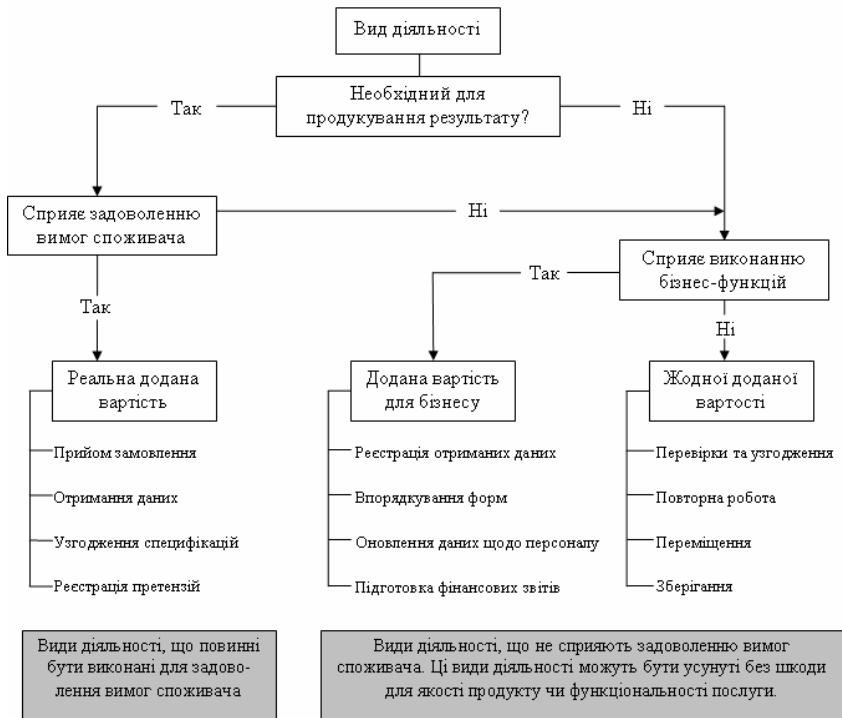 Вид діяльності
Необхідний для
продукування результату?
Так
Ні
Сприяє задоволенню
вимог споживача
Ні
Сприяє виконанню
бізнес-функцій
Так
Так
Ні
Реальна додана
вартість
Додана вартість
для бізнесу
Жодної доданої
вартості
Прийом замовлення
Отримання даних
Узгодження специфікацій
Реєстрація претензій
Реєстрація отриманих даних
Впорядкування форм
Оновлення даних щодо персоналу
Підготовка фінансових звітів
Перевірки та узгодження
Повторна робота
Переміщення
Зберігання
Види діяльності, що повинні
бути виконані для задово-
лення вимог споживача
Види діяльності, що не сприяють задоволенню вимог
споживача. Ці види діяльності можуть бути усунуті без шкоди
для якості продукту чи функціональності послуги.